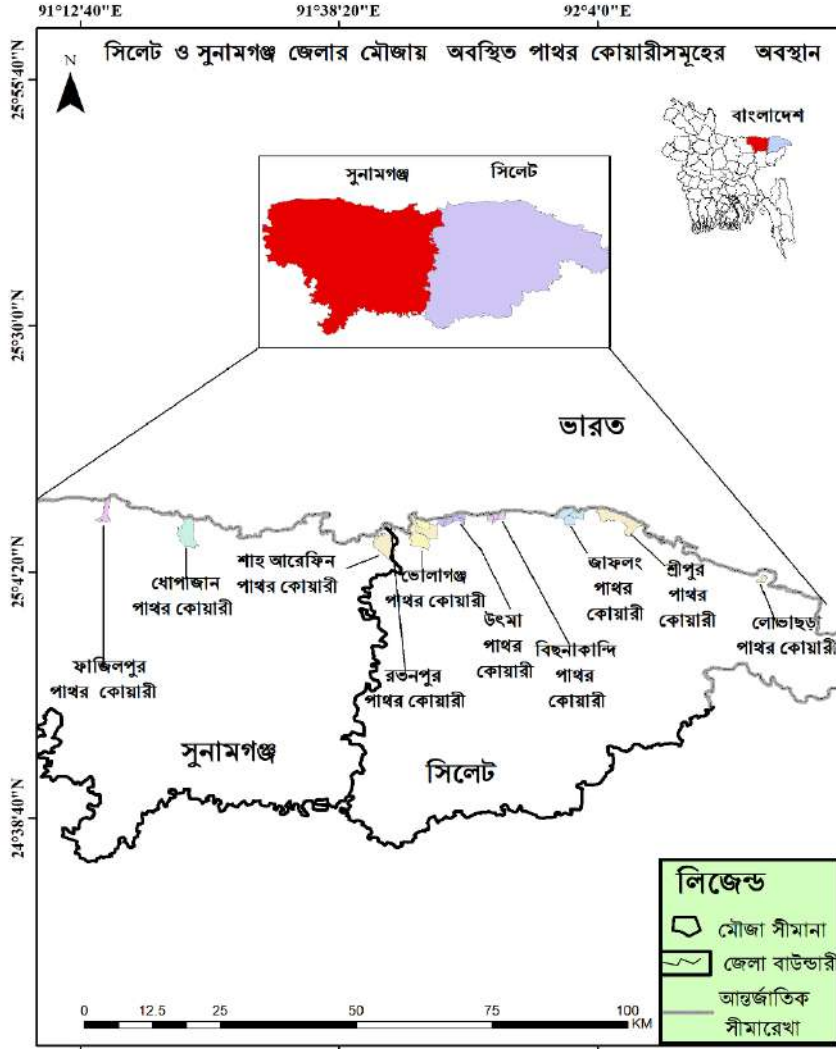 91°12'40"E 91°38'20"E 92°4'0"E
সিলেট ও সুনামগঞ্জ জেলার মৌজায় অবস্থিত পাথর কোয়ারীসমূহের অবস্থান
N
25°55'40"N
বাংলাদেশ
সুনামগঞ্জ
সিলেট
25°30'0"N
ভারত
25°4'20"N
ফাজিলপুর
পাথর কোয়ারী
ধোপাজান
পাথর কোয়ারী
শাহ আরেফিন
পাথর কোয়ারী
রতনপুর
পাথর কোয়ারী
ভোলাগঞ্জ
পাথর কোয়ারী
উৎমা
পাথর
কোয়ারী
বিছনাকান্দি
পাথর
কোয়ারী
জাফলং
পাথর
কোয়ারী
শ্রীপুর
পাথর
কোয়ারী
লোভাছড়া
পাথর কোয়ারী
সুনামগঞ্জ
সিলেট
24°38'40"N
লিজেন্ড
মৌজা সীমানা
জেলা বাউন্ডারী
আন্তর্জাতিক
সীমারেখা
0 12.5 25 50 75 100
KM